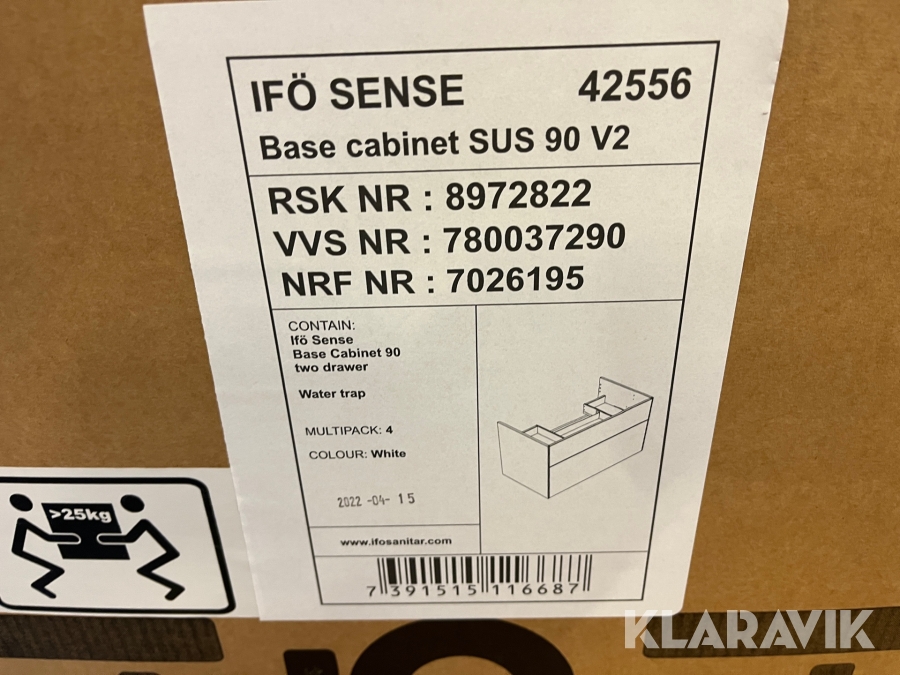 IFÖ SENSE 42556
Base cabinet SUS 90 V2
RSK NR : 8972822
VVS NR : 780037290
NRF NR : 7026195
CONTAIN:
Ifö Sense
Base Cabinet 90
two drawer
Water trap
MULTIPACK: 4
COLOUR: White
2022 -04- 15
www.ifosanitar.com
7 391515 116687
>25kg
KLARAVIK